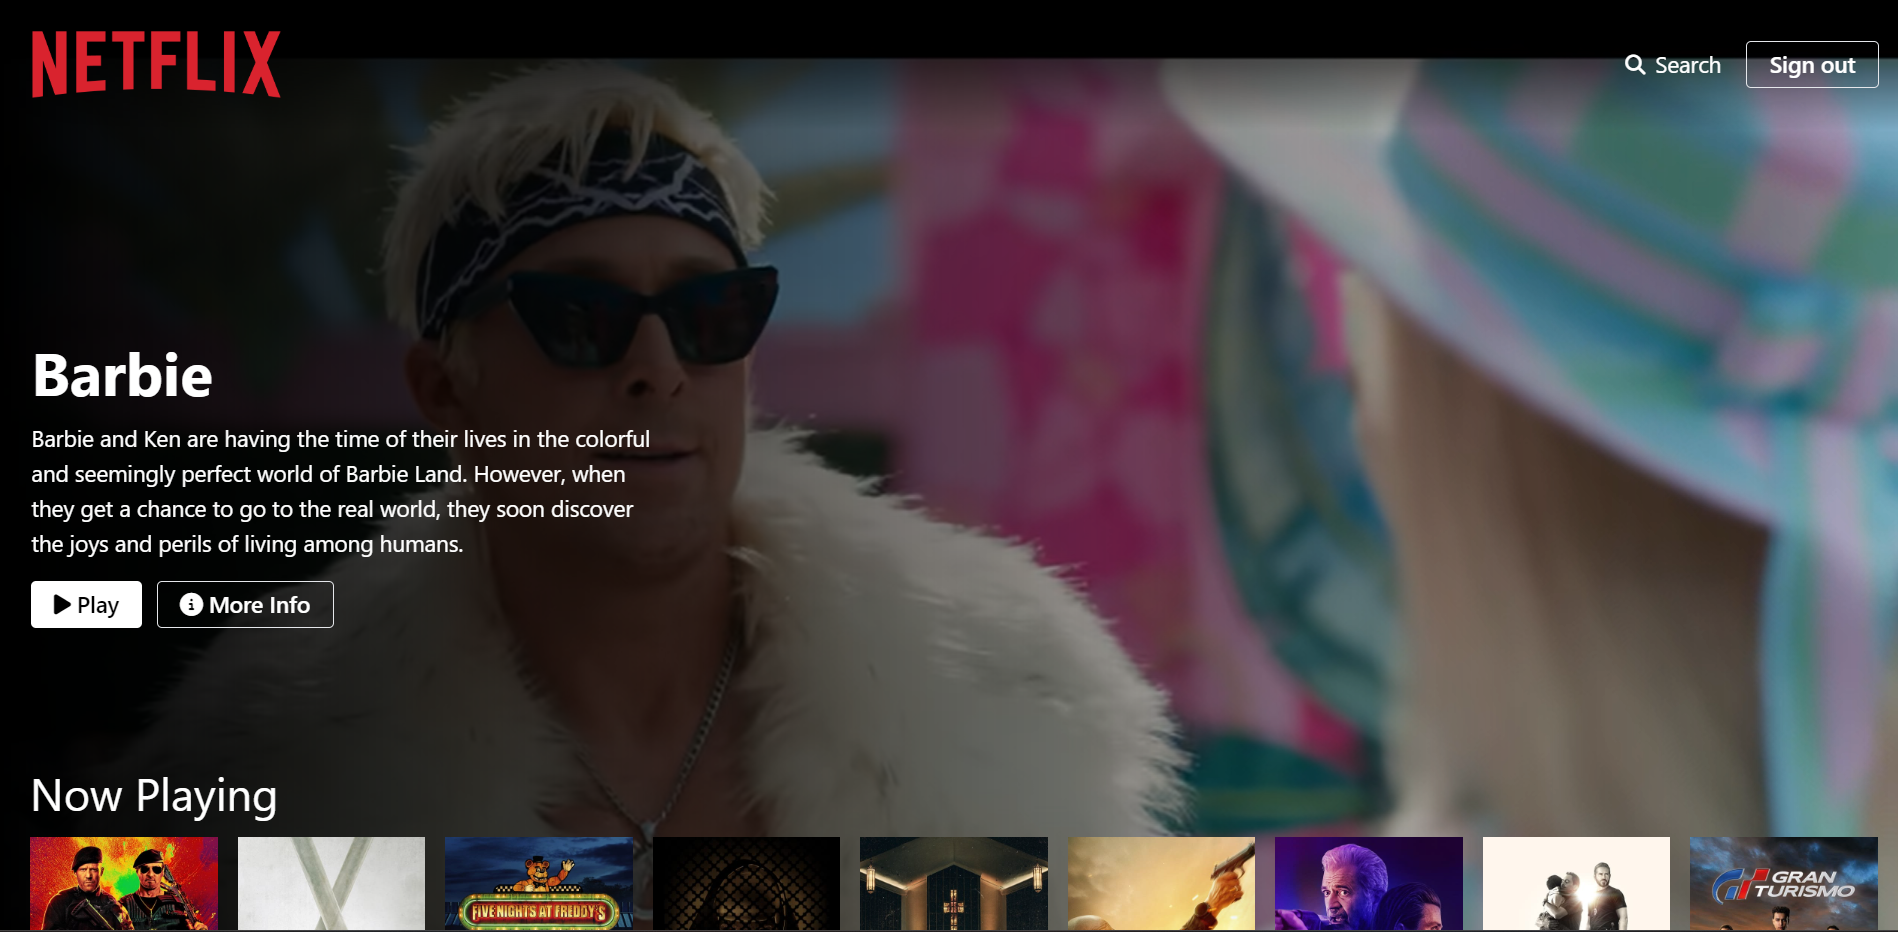 NETFLIX
Search
Sign out
Barbie
Barbie and Ken are having the time of their lives in the colorful
and seemingly perfect world of Barbie Land. However, when
they get a chance to go to the real world, they soon discover
the joys and perils of living among humans.
Play
More Info
Now Playing
FIVE NIGHTS AT FREDDY'S
GRAN
TURISMO